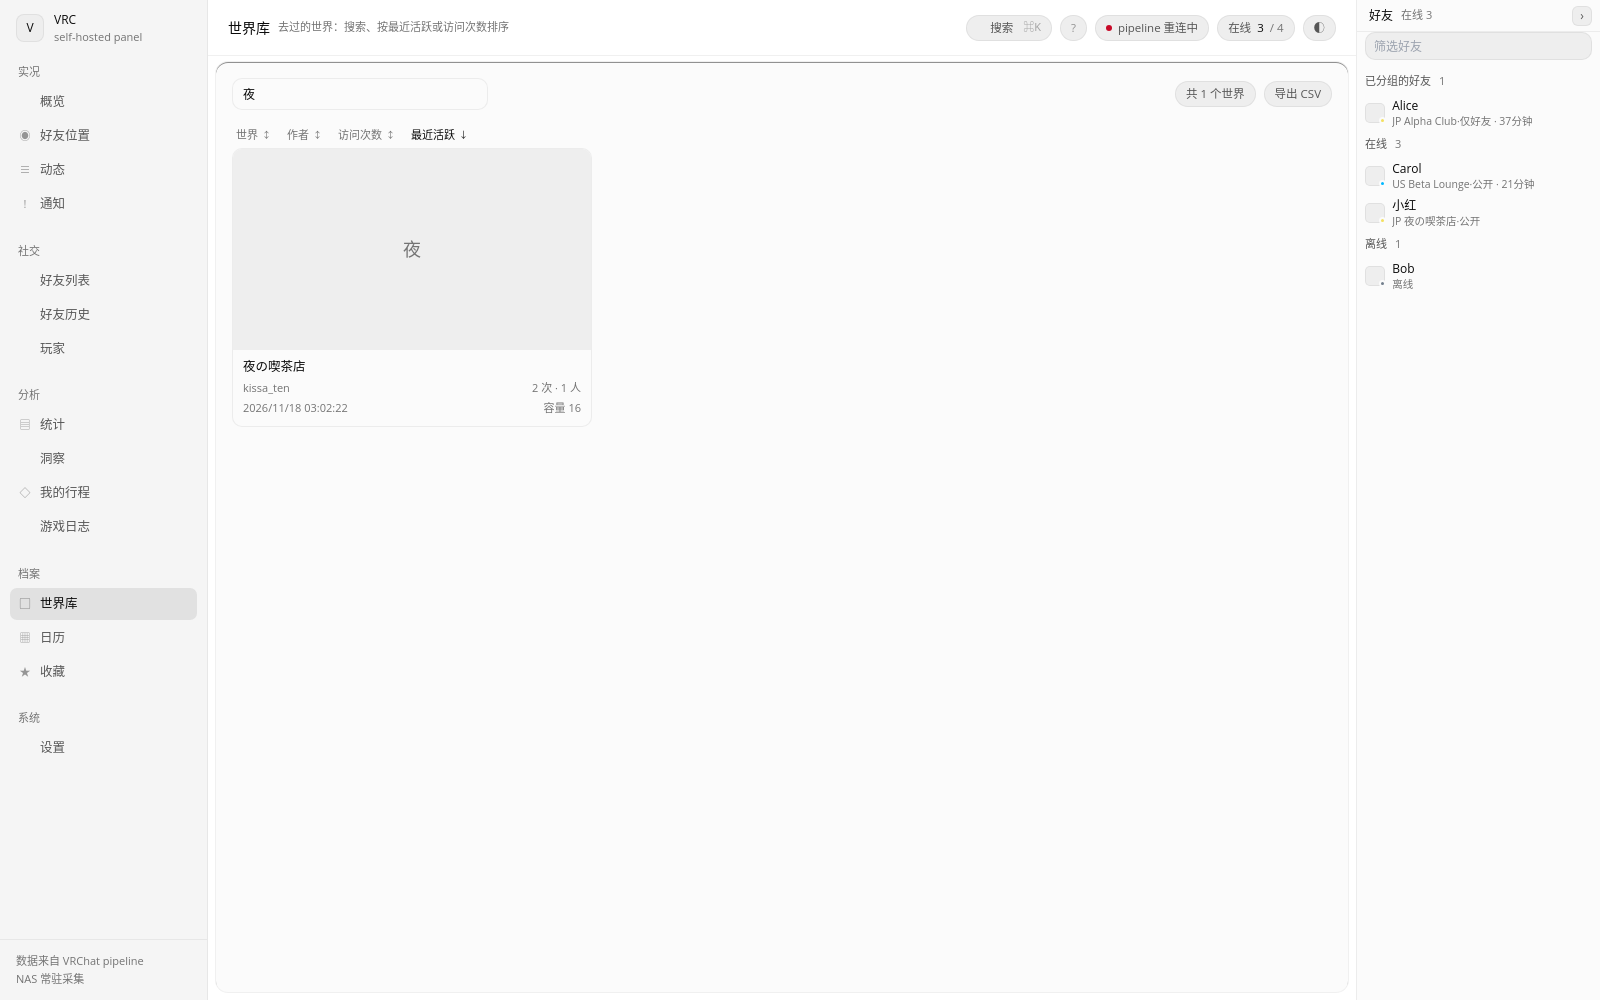 V
VRC
self-hosted panel
实况
概览
好友位置
动态
通知
社交
好友列表
好友历史
玩家
分析
统计
洞察
我的行程
游戏日志
档案
世界库
日历
收藏
系统
设置
数据来自 VRChat pipeline
NAS 常驻采集
世界库 去过的世界：搜索、按最近活跃或访问次数排序
搜索 ⌘K
?
pipeline 重连中
在线 3 / 4
夜
共 1 个世界
导出 CSV
世界 ↕ 作者 ↕ 访问次数 ↕ 最近活跃 ↓
夜
夜の喫茶店
kissa_ten 2 次 · 1 人
2026/11/18 03:02:22 容量 16
好友 在线 3
›
筛选好友
已分组的好友 1
Alice
JP Alpha Club·仅好友 · 37分钟
在线 3
Carol
US Beta Lounge·公开 · 21分钟
小红
JP 夜の喫茶店·公开
离线 1
Bob
离线